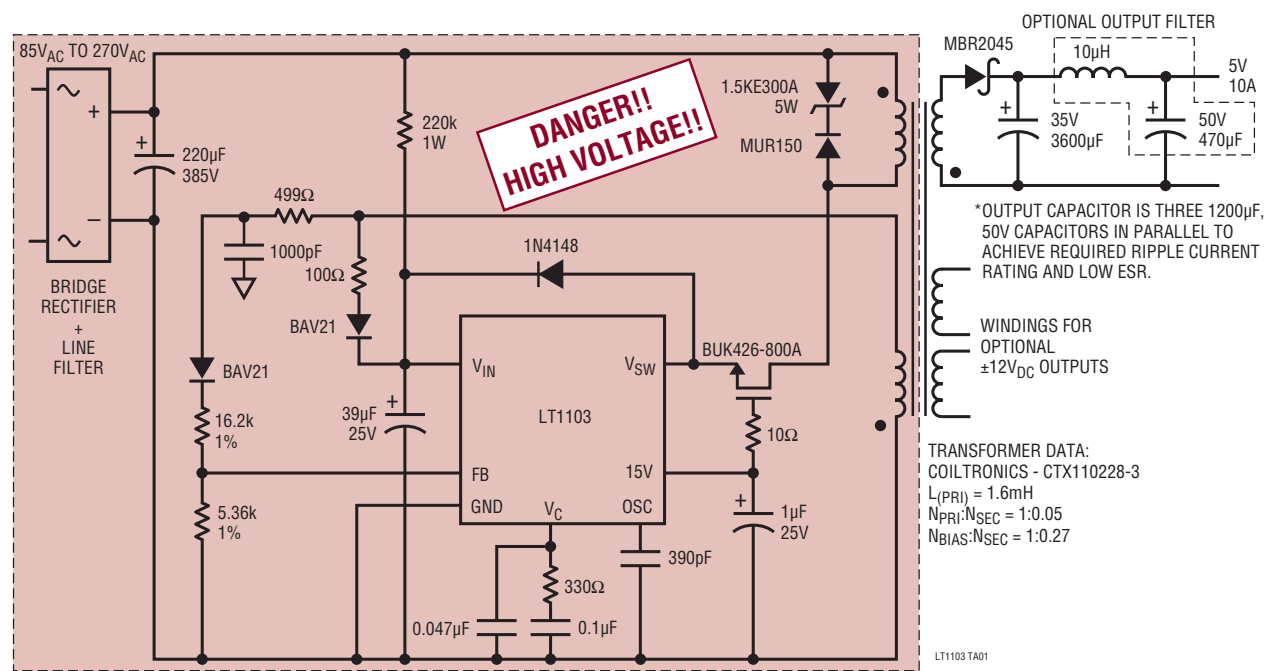 85VAC TO 270VAC
+
−
BRIDGE
RECTIFIER
+
LINE
FILTER
+
220µF
385V
220k
1W
DANGER!!
HIGH VOLTAGE!!
1.5KE300A
5W
MUR150
499Ω
1000pF
100Ω
BAV21
1N4148
BAV21
16.2k
1%
5.36k
1%
+
39µF
25V
VIN
VSW
LT1103
FB
15V
GND
VC
OSC
BUK426-800A
10Ω
+
1µF
25V
390pF
330Ω
0.047µF
0.1µF
OPTIONAL OUTPUT FILTER
MBR2045
10µH
5V
10A
+
35V
3600µF
+
50V
470µF
*OUTPUT CAPACITOR IS THREE 1200µF,
50V CAPACITORS IN PARALLEL TO
ACHIEVE REQUIRED RIPPLE CURRENT
RATING AND LOW ESR.
WINDINGS FOR
OPTIONAL
±12VDC OUTPUTS
TRANSFORMER DATA:
COILTRONICS - CTX110228-3
L(PRI) = 1.6mH
NPRI:NSEC = 1:0.05
NBIAS:NSEC = 1:0.27
LT1103 TA01